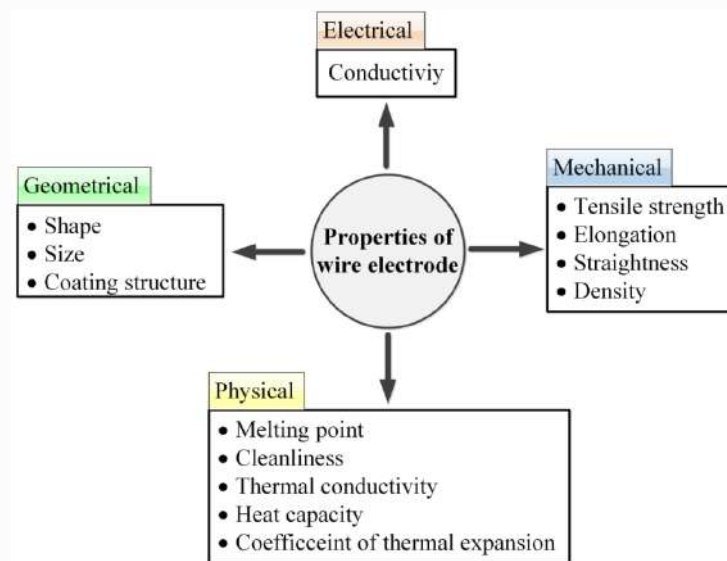 Electrical
Conductiviy
Geometrical
• Shape
• Size
• Coating structure
Properties of
wire electrode
Mechanical
• Tensile strength
• Elongation
• Straightness
• Density
Physical
• Melting point
• Cleanliness
• Thermal conductivity
• Heat capacity
• Coefficceint of thermal expansion